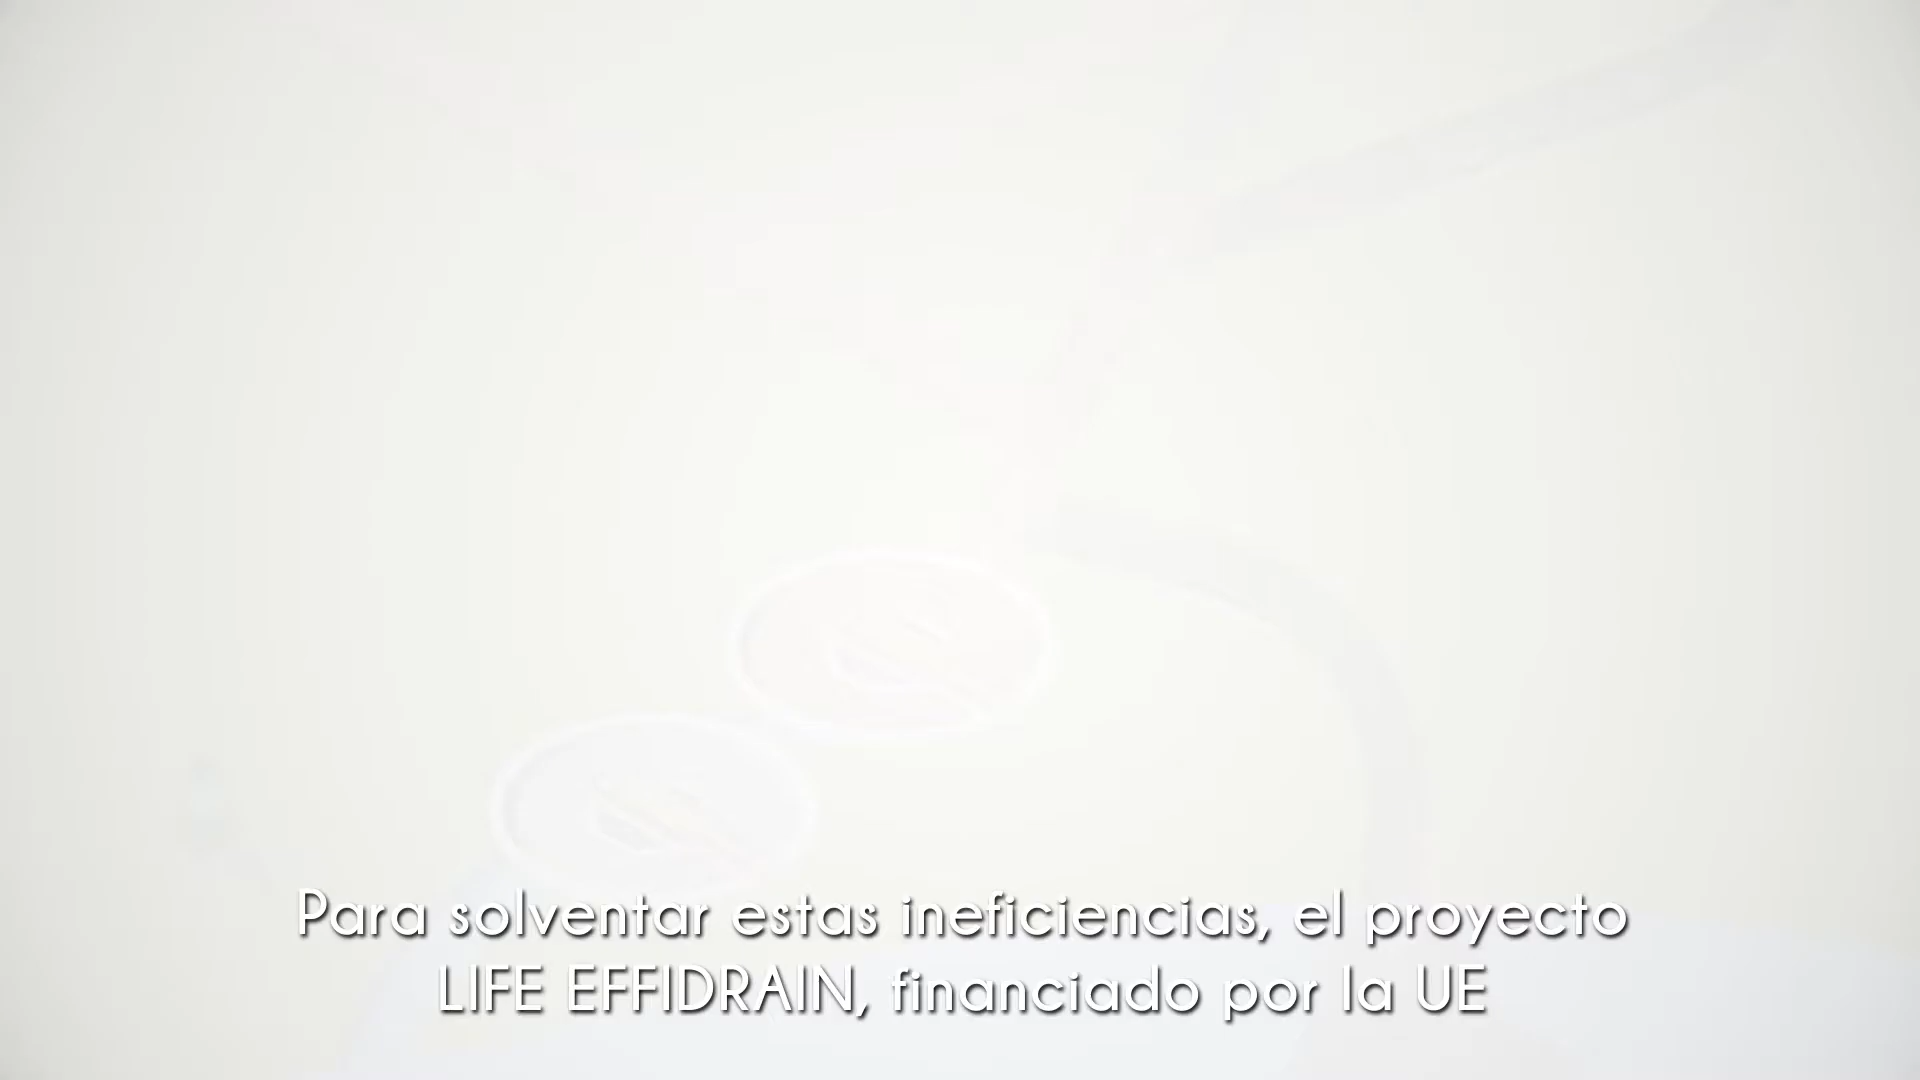 Para solventar estas ineficiencias, el proyecto
LIFE EFFIDRAIN, financiado por la UE